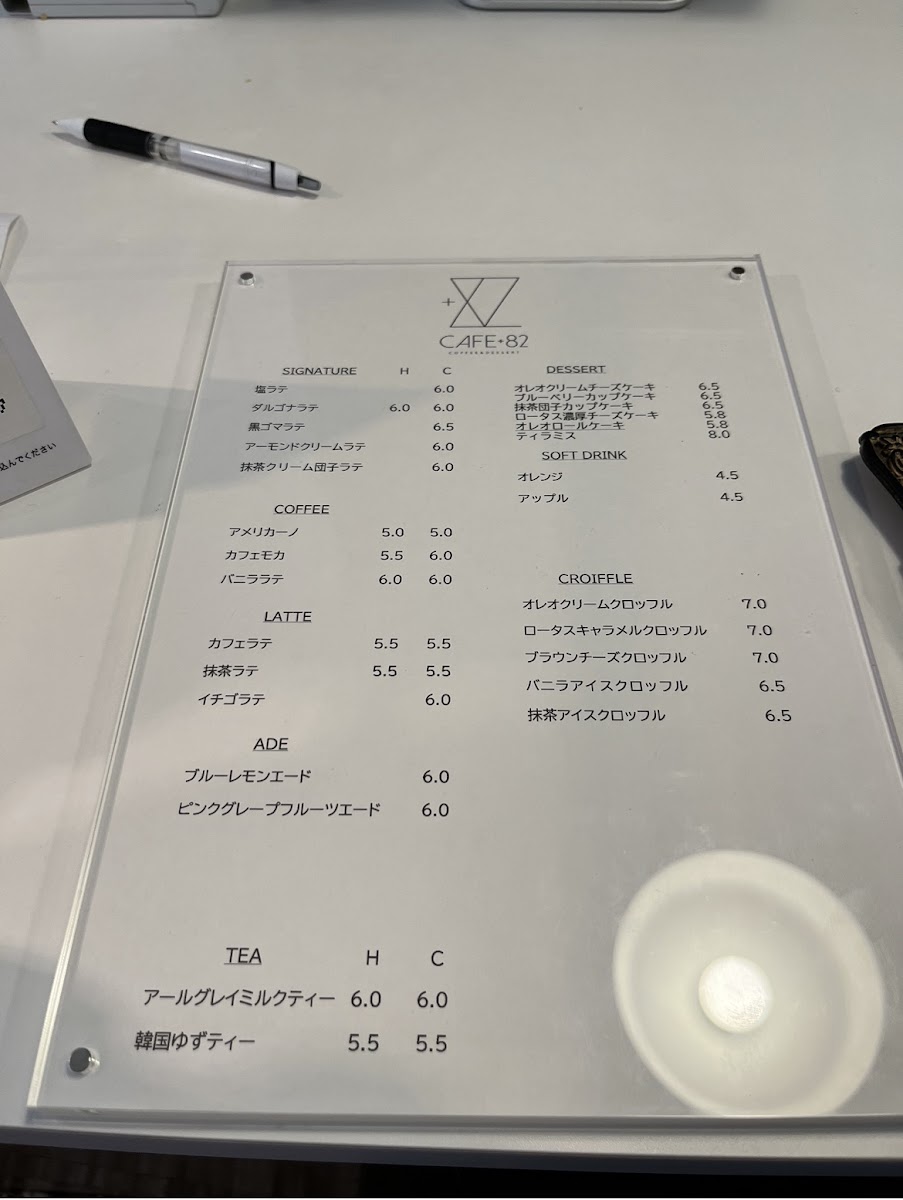 CAFE+82
COFFEE&DESSERT
SIGNATURE H C
塩ラテ 6.0
ダルゴナラテ 6.0 6.0
黒ゴマラテ 6.5
アーモンドクリームラテ 6.0
抹茶クリーム団子ラテ 6.0
COFFEE
アメリカーノ 5.0 5.0
カフェモカ 5.5 6.0
バニララテ 6.0 6.0
LATTE
カフェラテ 5.5 5.5
抹茶ラテ 5.5 5.5
イチゴラテ 6.0
ADE
ブルーレモンエード 6.0
ピンクグレープフルーツエード 6.0
TEA H C
アールグレイミルクティー 6.0 6.0
韓国ゆずティー 5.5 5.5
DESSERT
オレオクリームチーズケーキ 6.5
ブルーベリーカップケーキ 6.5
抹茶団子カップケーキ 6.5
ロータス濃厚チーズケーキ 5.8
オレオロールケーキ 5.8
ティラミス 8.0
SOFT DRINK
オレンジ 4.5
アップル 4.5
CROIFFLE
オレオクリームクロッフル 7.0
ロータスキャラメルクロッフル 7.0
ブラウンチーズクロッフル 7.0
バニラアイスクロッフル 6.5
抹茶アイスクロッフル 6.5
込んでください